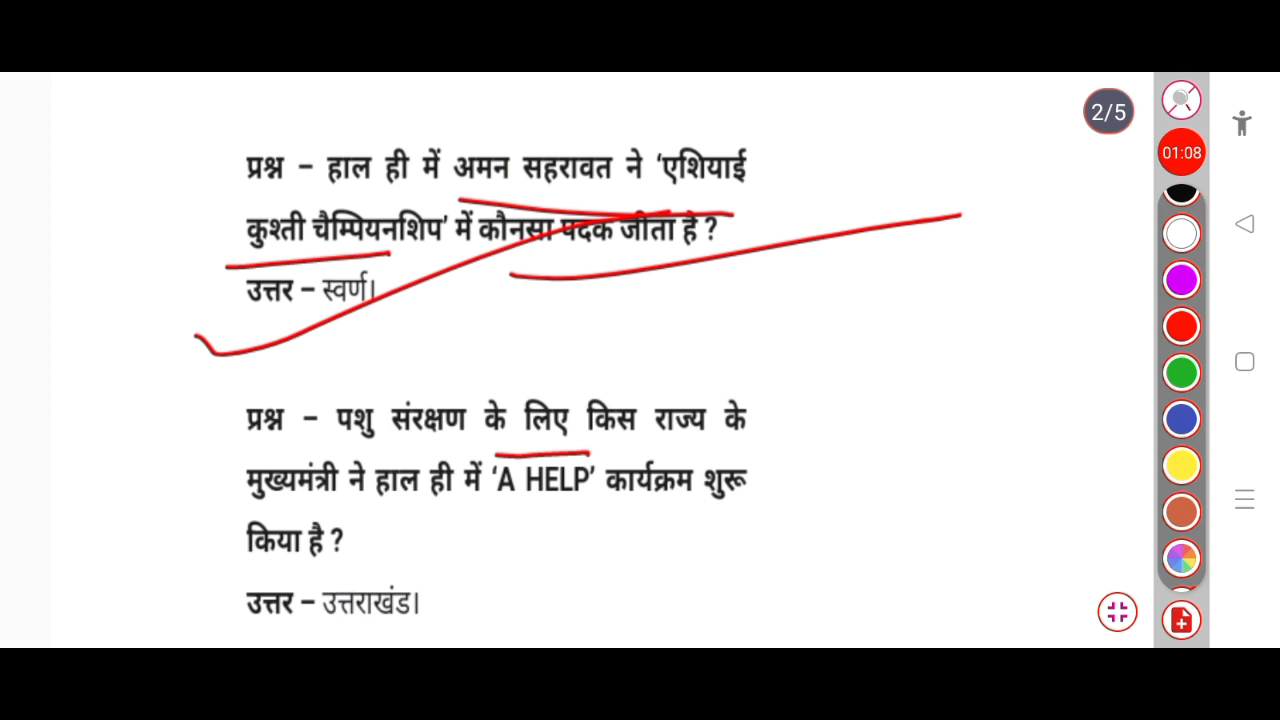 2/5
01:08
प्रश्न – हाल ही में अमन सहरावत ने ‘एशियाई
कुश्ती चैम्पियनशिप’ में कौनसा पदक जीता है ?
उत्तर – स्वर्ण।
प्रश्न – पशु संरक्षण के लिए किस राज्य के
मुख्यमंत्री ने हाल ही में ‘A HELP’ कार्यक्रम शुरू
किया है ?
उत्तर – उत्तराखंड।